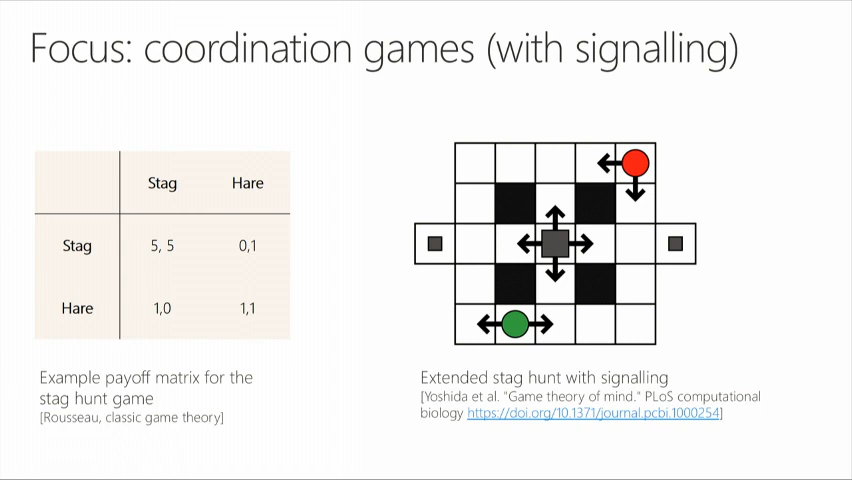 Focus: coordination games (with signalling)
Stag Hare
Stag 5, 5 0,1
Hare 1,0 1,1
Example payoff matrix for the
stag hunt game
[Rousseau, classic game theory]
Extended stag hunt with signalling
[Yoshida et al. "Game theory of mind." PLoS computational
biology https://doi.org/10.1371/journal.pcbi.1000254]